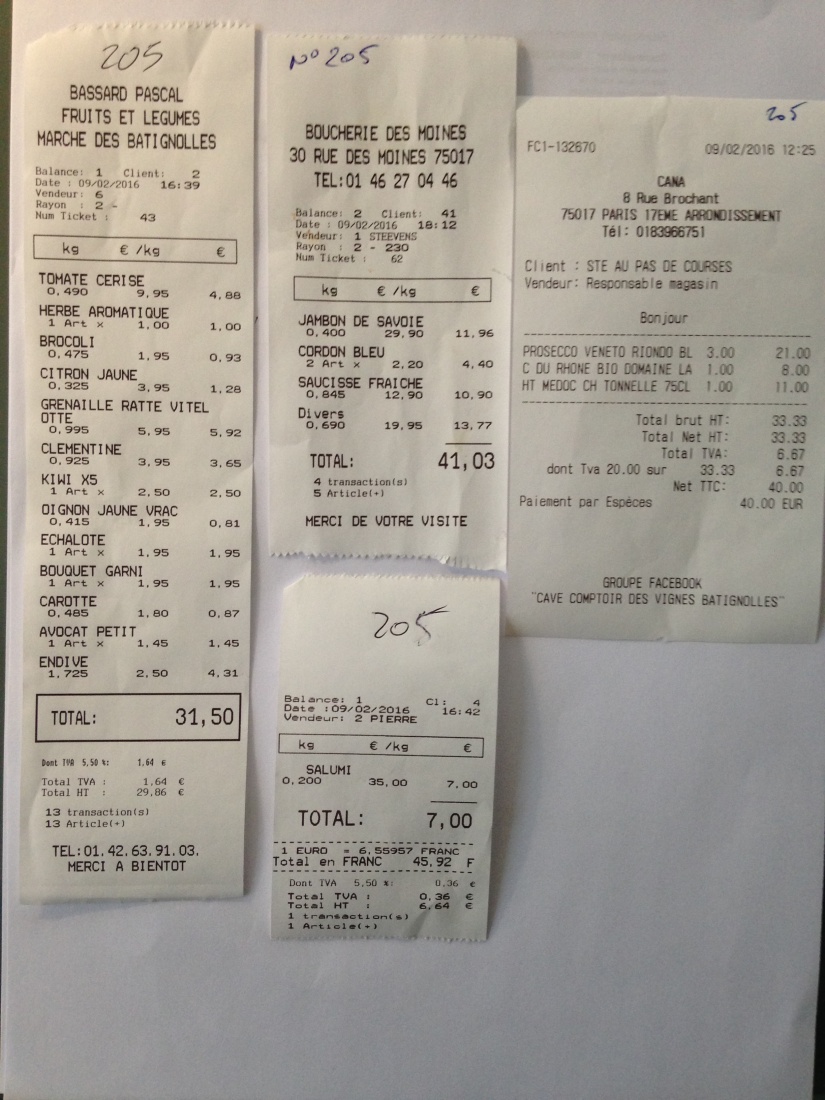 205
BASSARD PASCAL
FRUITS ET LEGUMES
MARCHE DES BATIGNOLLES
Balance: 1 Client: 2
Date : 09/02/2016 16:39
Vendeur: 6
Rayon : 2 -
Num Ticket : 43
kg € /kg €
TOMATE CERISE
0,490 9,95 4,88
HERBE AROMATIQUE
1 Art x 1,00 1,00
BROCOLI
0,475 1,95 0,93
CITRON JAUNE
0,325 3,95 1,28
GRENAILLE RATTE VITEL
OTTE
0,995 5,95 5,92
CLEMENTINE
0,925 3,95 3,65
KIWI X5
1 Art x 2,50 2,50
OIGNON JAUNE VRAC
0,415 1,95 0,81
ECHALOTE
1 Art x 1,95 1,95
BOUQUET GARNI
1 Art x 1,95 1,95
CAROTTE
0,485 1,80 0,87
AVOCAT PETIT
1 Art x 1,45 1,45
ENDIVE
1,725 2,50 4,31
TOTAL: 31,50
Dont TVA 5,50 %: 1,64 €
Total TVA : 1,64 €
Total HT : 29,86 €
13 transaction(s)
13 Article(+)
TEL:01.42.63.91.03.
MERCI A BIENTOT
N° 205
BOUCHERIE DES MOINES
30 RUE DES MOINES 75017
TEL:01 46 27 04 46
Balance: 2 Client: 41
Date : 09/02/2016 18:12
Vendeur: 1 STEEVENS
Rayon : 2 - 230
Num Ticket : 62
kg € /kg €
JAMBON DE SAVOIE
0,400 29,90 11,96
CORDON BLEU
2 Art x 2,20 4,40
SAUCISSE FRAICHE
0,845 12,90 10,90
Divers
0,690 19,95 13,77
TOTAL: 41,03
4 transaction(s)
5 Article(+)
MERCI DE VOTRE VISITE
205
Balance: 1 Cl: 4
Date :09/02/2016 16:42
Vendeur: 2 PIERRE
kg € /kg €
SALUMI
0,200 35,00 7,00
TOTAL: 7,00
1 EURO = 6,55957 FRANC
Total en FRANC 45,92 F
Dont TVA 5,50 %: 0,36 €
Total TVA : 0,36 €
Total HT : 6,64 €
1 transaction(s)
1 Article(+)
205
FC1-132670 09/02/2016 12:25
CANA
8 Rue Brochant
75017 PARIS 17EME ARRONDISSEMENT
Tél: 0183966751
Client : STE AU PAS DE COURSES
Vendeur: Responsable magasin
Bonjour
PROSECCO VENETO RIONDO BL 3.00 21.00
C DU RHONE BIO DOMAINE LA 1.00 8.00
HT MEDOC CH TONNELLE 75CL 1.00 11.00
Total brut HT: 33.33
Total Net HT: 33.33
Total TVA: 6.67
dont Tva 20.00 sur 33.33 6.67
Net TTC: 40.00
Paiement par Espèces 40.00 EUR
GROUPE FACEBOOK
"CAVE COMPTOIR DES VIGNES BATIGNOLLES"